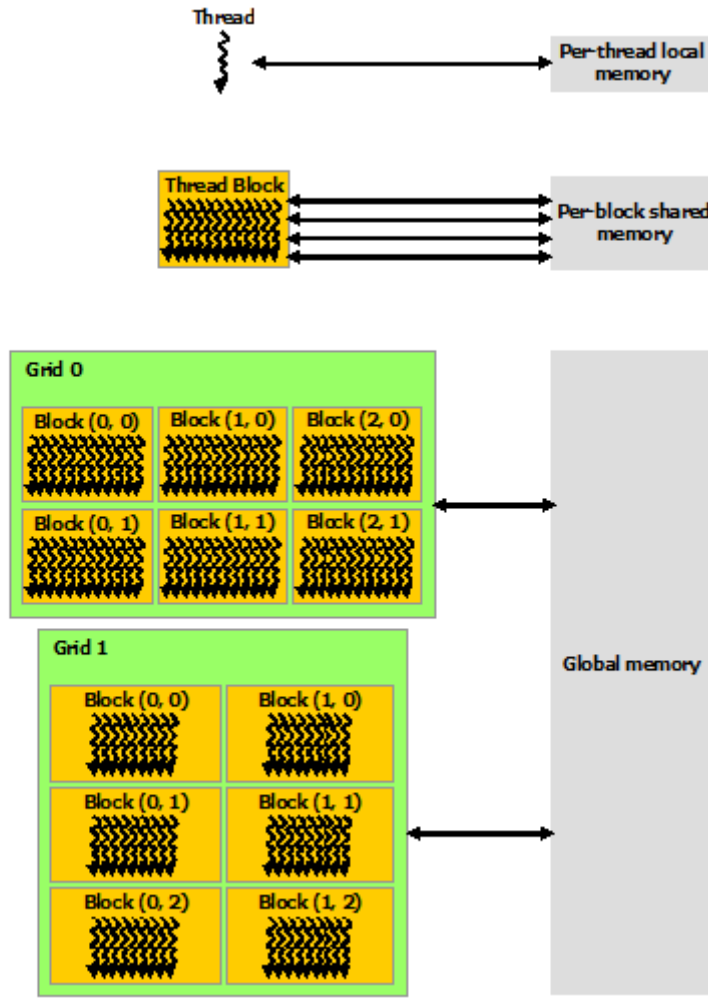 Thread
Per-thread local
memory
Thread Block
Per-block shared
memory
Grid 0
Block (0, 0) Block (1, 0) Block (2, 0)
Block (0, 1) Block (1, 1) Block (2, 1)
Grid 1
Global memory
Block (0, 0) Block (1, 0)
Block (0, 1) Block (1, 1)
Block (0, 2) Block (1, 2)